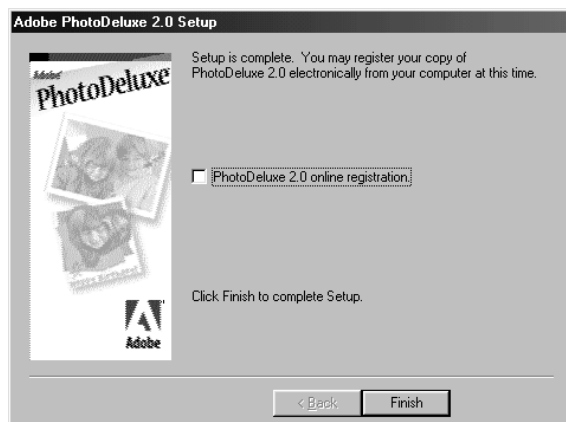 Adobe PhotoDeluxe 2.0 Setup
Adobe
PhotoDeluxe
Setup is complete. You may register your copy of
PhotoDeluxe 2.0 electronically from your computer at this time.
PhotoDeluxe 2.0 online registration.
HAPPY BIRTHDAY!
Click Finish to complete Setup.
Adobe
< Back
Finish